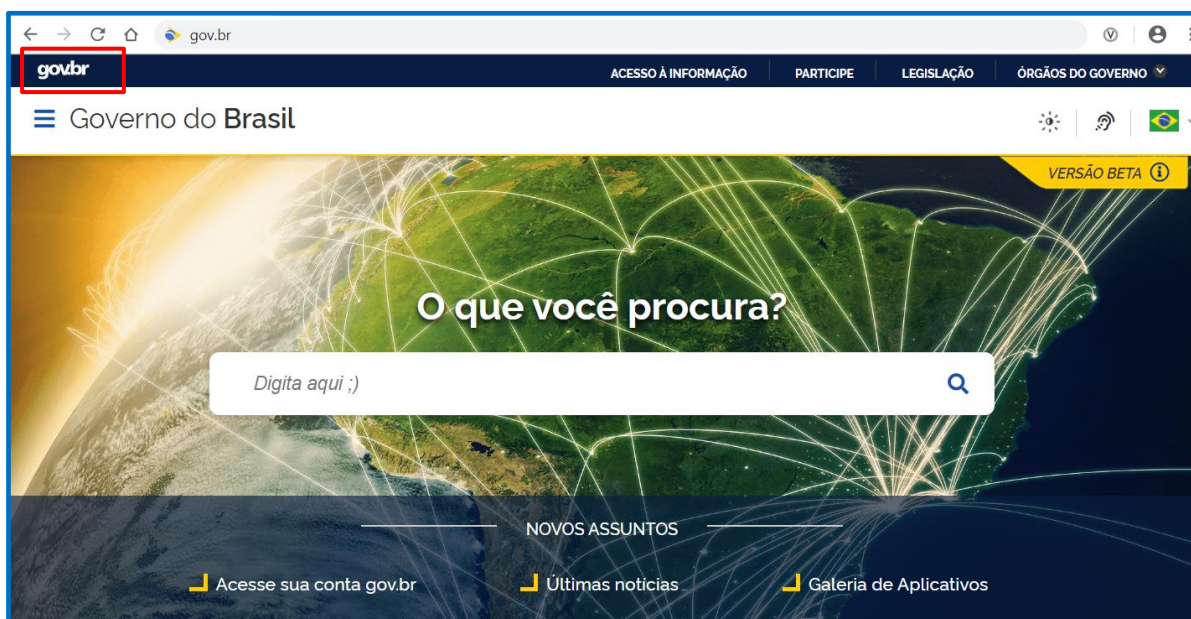 gov.br
gov.br
ACESSO À INFORMAÇÃO PARTICIPE LEGISLAÇÃO ÓRGÃOS DO GOVERNO
Governo do Brasil
VERSÃO BETA
O que você procura?
Digita aqui ;)
NOVOS ASSUNTOS
Acesse sua conta gov.br Últimas notícias Galeria de Aplicativos